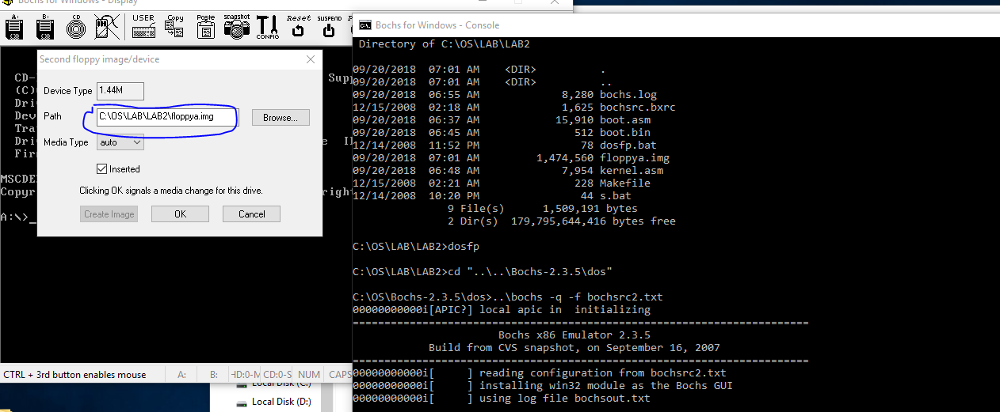 Bochs for Windows - Display
A: B: CD USER Copy Paste snapshot CONFIG Reset SUSPEND
Second floppy image/device
Device Type 1.44M
Path C:\OS\LAB\LAB2\floppya.img Browse...
Media Type auto
Inserted
Clicking OK signals a media change for this drive.
Create Image OK Cancel
CD- Supp
(C)
Dri
Dev
Tra
Dri
Fir
MSCDE
Copyr right
A:\>_
CTRL + 3rd button enables mouse A: B: HD:0-M CD:0-S NUM CAPS
Local Disk (C:)
Local Disk (D:)
Bochs for Windows - Console
Directory of C:\OS\LAB\LAB2
09/20/2018 07:01 AM <DIR> .
09/20/2018 07:01 AM <DIR> ..
09/20/2018 06:55 AM 8,280 bochs.log
12/15/2008 02:18 AM 1,625 bochsrc.bxrc
09/20/2018 06:37 AM 15,910 boot.asm
09/20/2018 06:45 AM 512 boot.bin
12/14/2008 11:52 PM 78 dosfp.bat
09/20/2018 07:01 AM 1,474,560 floppya.img
09/20/2018 06:48 AM 7,954 kernel.asm
12/15/2008 02:21 AM 228 Makefile
12/14/2008 10:20 PM 44 s.bat
9 File(s) 1,509,191 bytes
2 Dir(s) 179,795,644,416 bytes free
C:\OS\LAB\LAB2>dosfp
C:\OS\LAB\LAB2>cd "..\..\Bochs-2.3.5\dos"
C:\OS\Bochs-2.3.5\dos>..\bochs -q -f bochsrc2.txt
00000000000i[APIC?] local apic in initializing
========================================================================
Bochs x86 Emulator 2.3.5
Build from CVS snapshot, on September 16, 2007
========================================================================
00000000000i[ ] reading configuration from bochsrc2.txt
00000000000i[ ] installing win32 module as the Bochs GUI
00000000000i[ ] using log file bochsout.txt